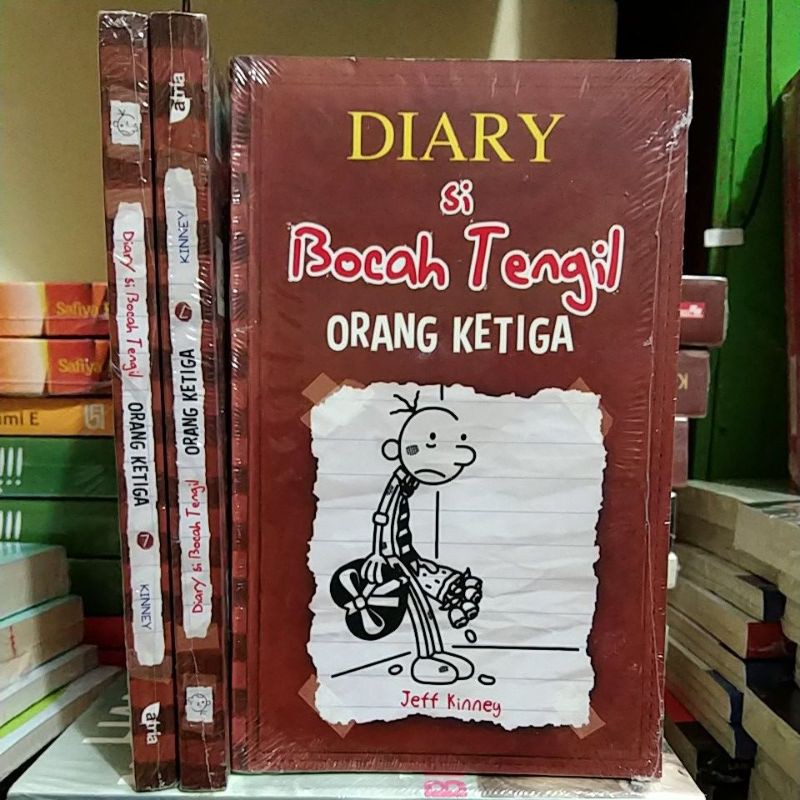 DIARY
si
Bocah Tengil
ORANG KETIGA
Jeff Kinney
Diary si Bocah Tengil ORANG KETIGA 7 KINNEY
atria
atria
KINNEY 7 ORANG KETIGA Diary si Bocah Tengil
Safiya
Safiya
E
!!!
!!!